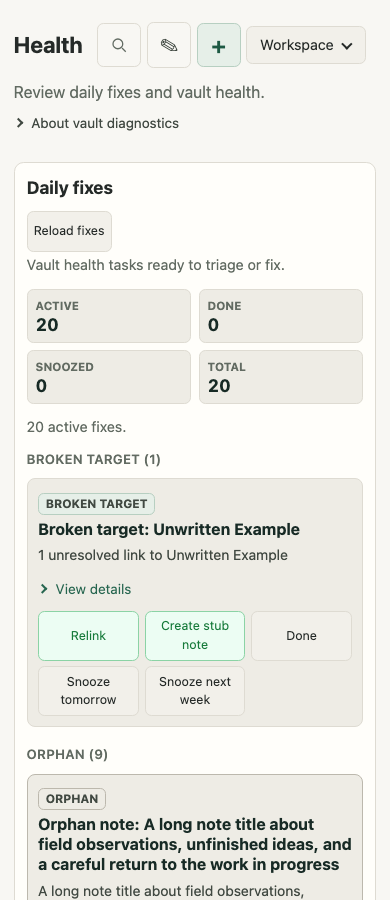 Health
+
Workspace
Review daily fixes and vault health.
About vault diagnostics
Daily fixes
Reload fixes
Vault health tasks ready to triage or fix.
ACTIVE
20
DONE
0
SNOOZED
0
TOTAL
20
20 active fixes.
BROKEN TARGET (1)
BROKEN TARGET
Broken target: Unwritten Example
1 unresolved link to Unwritten Example
View details
Relink
Create stub
note
Done
Snooze
tomorrow
Snooze next
week
ORPHAN (9)
ORPHAN
Orphan note: A long note title about
field observations, unfinished ideas, and
a careful return to the work in progress
A long note title about field observations,